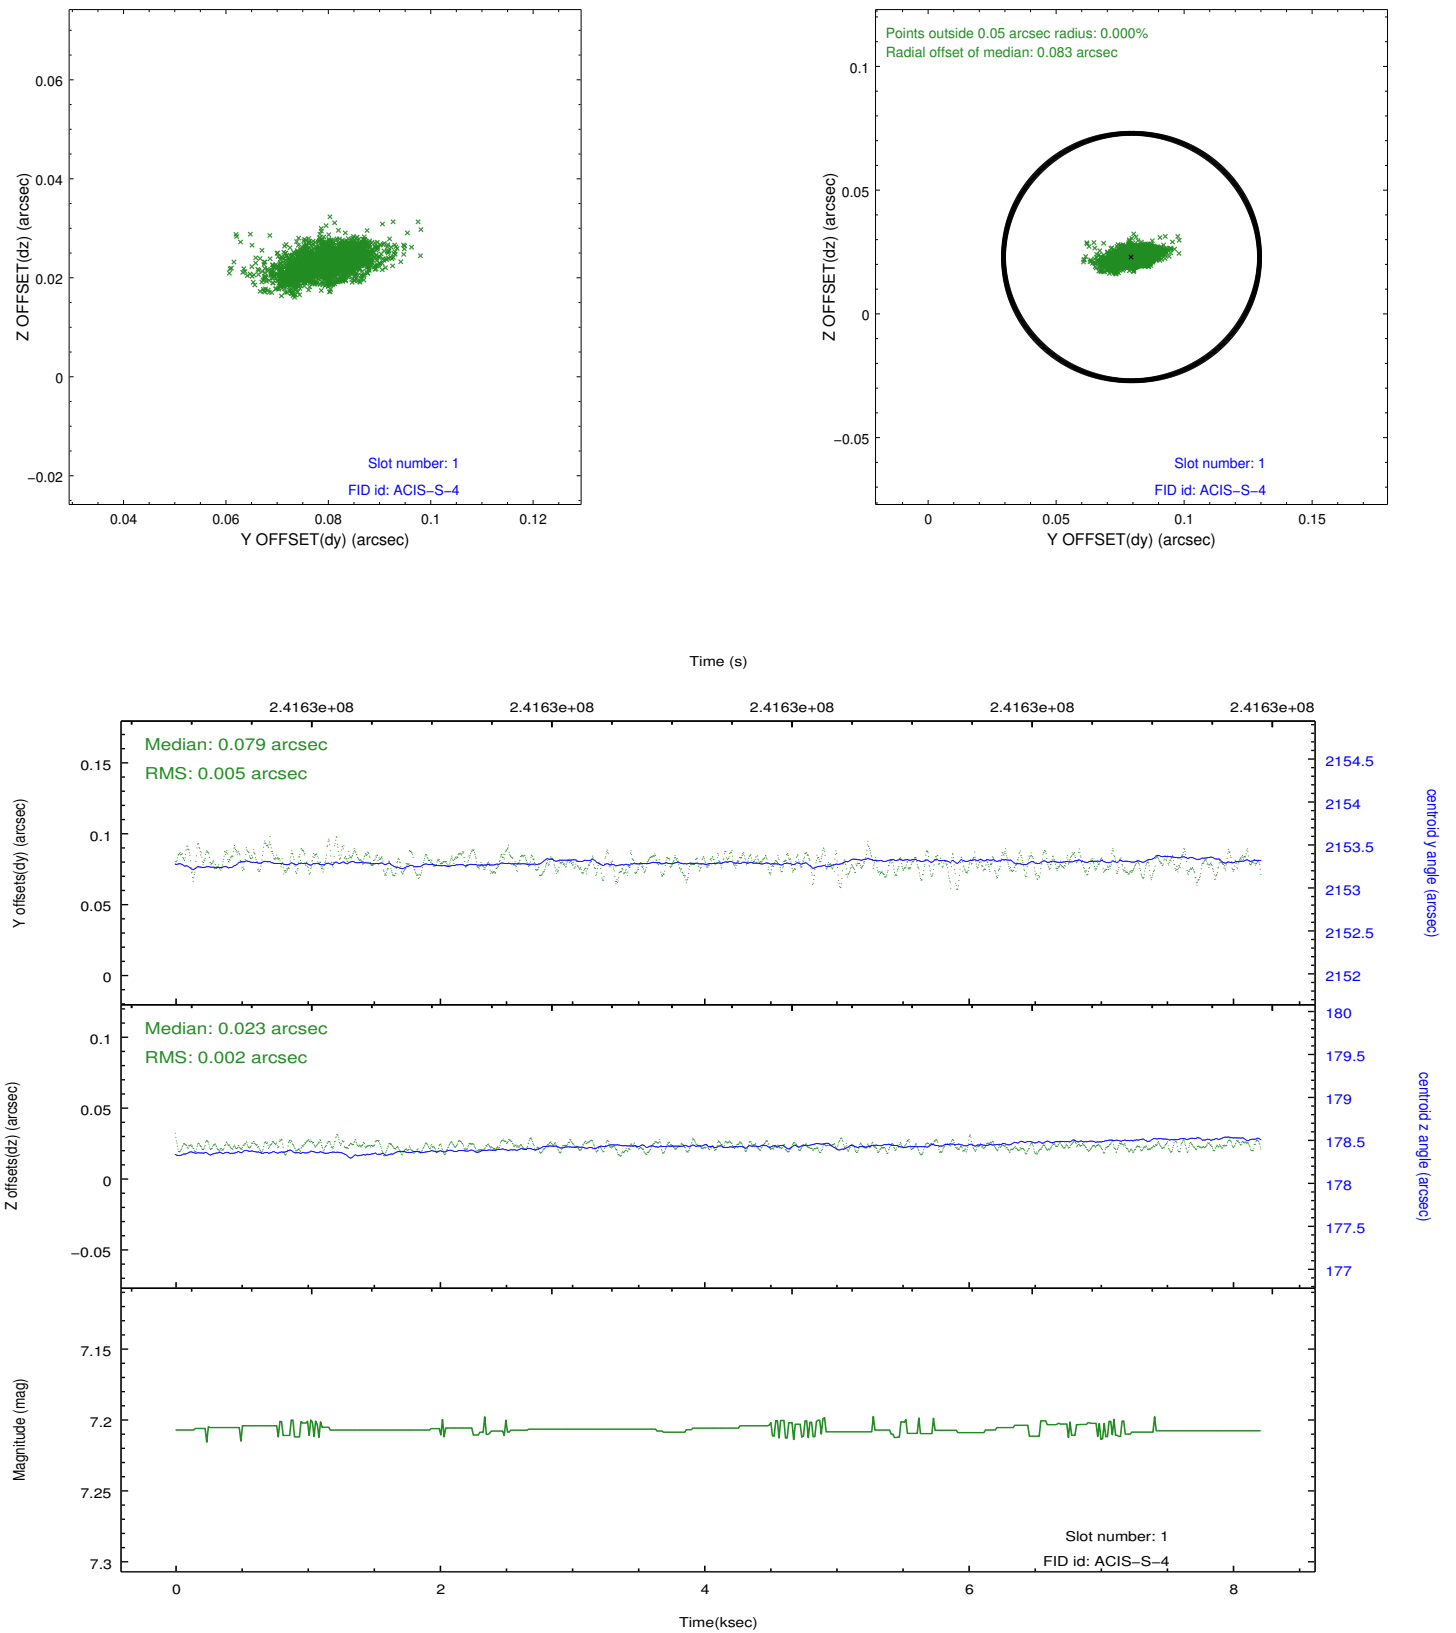 0.06
0.04
0.02
0
−0.02
Z OFFSET(dz) (arcsec)
Slot number: 1
FID id: ACIS−S−4
0.04 0.06 0.08 0.1 0.12
Y OFFSET(dy) (arcsec)
Points outside 0.05 arcsec radius: 0.000%
Radial offset of median: 0.083 arcsec
0.1
0.05
0
−0.05
Z OFFSET(dz) (arcsec)
Slot number: 1
FID id: ACIS−S−4
0 0.05 0.1 0.15
Y OFFSET(dy) (arcsec)
Time (s)
2.4163e+08 2.4163e+08 2.4163e+08 2.4163e+08 2.4163e+08
Median: 0.079 arcsec
RMS: 0.005 arcsec
0.15
0.1
0.05
0
Y offsets(dy) (arcsec)
2154.5
2154
2153.5
2153
2152.5
2152
centroid y angle (arcsec)
Median: 0.023 arcsec
RMS: 0.002 arcsec
0.1
0.05
0
−0.05
Z offsets(dz) (arcsec)
180
179.5
179
178.5
178
177.5
177
centroid z angle (arcsec)
7.15
7.2
7.25
7.3
Magnitude (mag)
Slot number: 1
FID id: ACIS−S−4
0 2 4 6 8
Time(ksec)